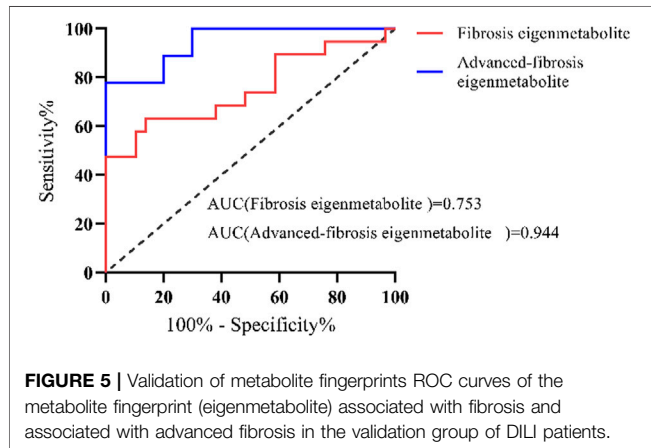 100
80
60
40
20
0
Sensitivity%
0 20 40 60 80 100
100% - Specificity%
Fibrosis eigenmetabolite
Advanced-fibrosis
eigenmetabolite
AUC(Fibrosis eigenmetabolite )=0.753
AUC(Advanced-fibrosis eigenmetabolite )=0.944
FIGURE 5 | Validation of metabolite fingerprints ROC curves of the
metabolite fingerprint (eigenmetabolite) associated with fibrosis and
associated with advanced fibrosis in the validation group of DILI patients.